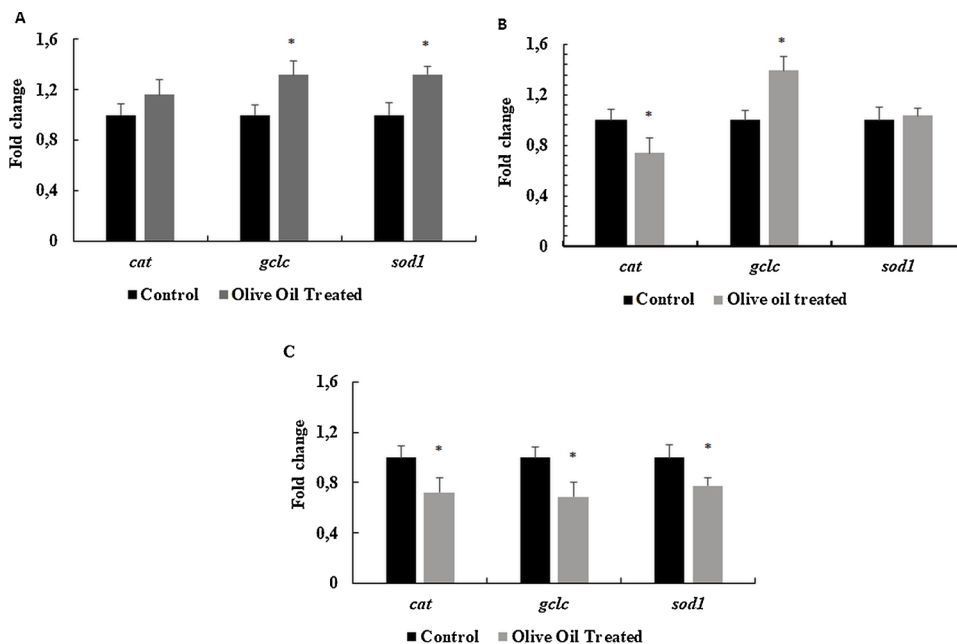 A
Fold change
1,6
1,2
0,8
0,4
0
*
*
cat gclc sod1
Control Olive Oil Treated
B
Fold change
1,6
1,2
0,8
0,4
0
*
*
cat gclc sod1
Control Olive oil treated
C
Fold change
1,6
1,2
0,8
0,4
0
*
*
*
cat gclc sod1
Control Olive Oil Treated